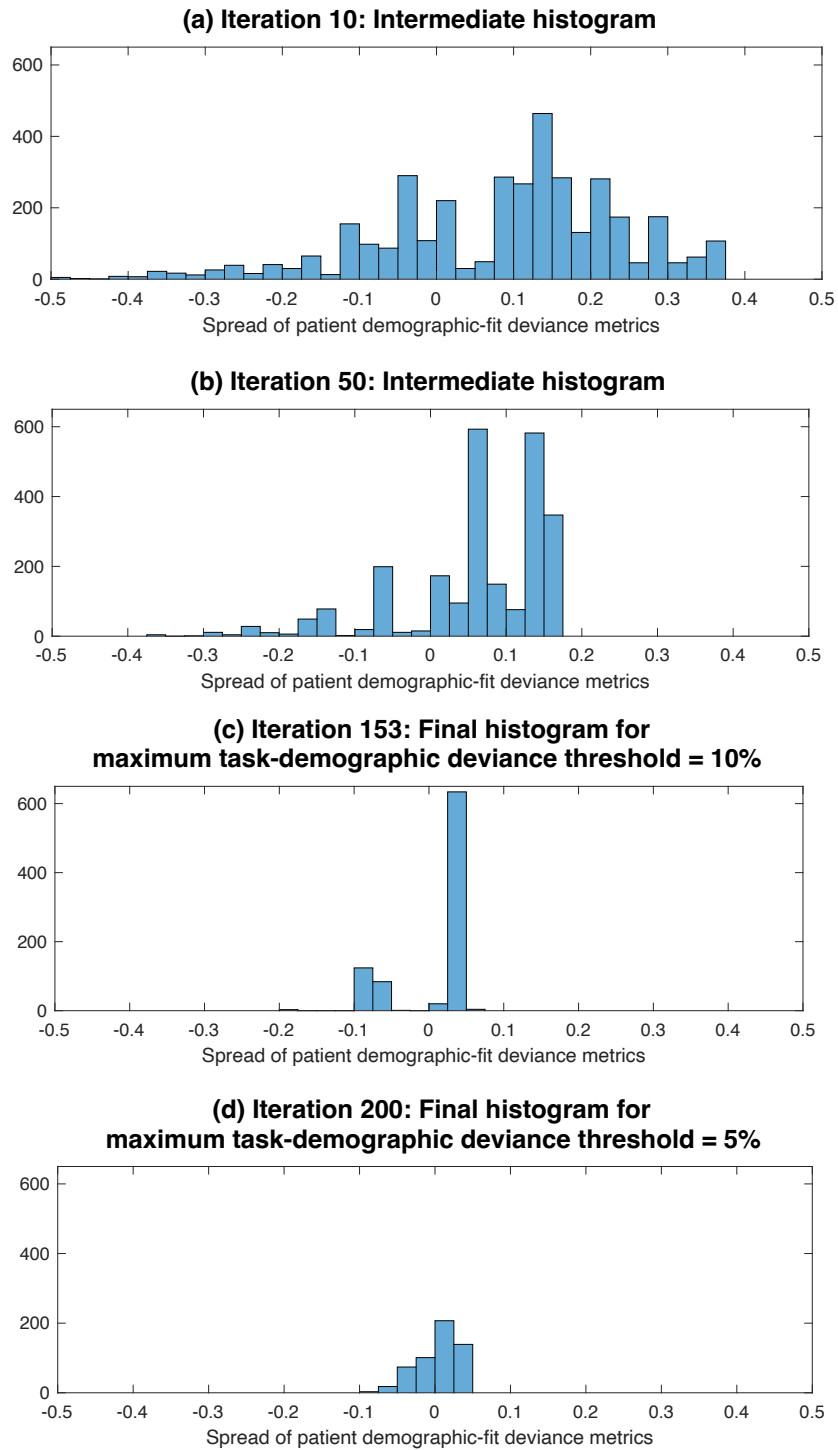 (a) Iteration 10: Intermediate histogram
600
400
200
0
-0.5 -0.4 -0.3 -0.2 -0.1 0 0.1 0.2 0.3 0.4 0.5
Spread of patient demographic-fit deviance metrics
(b) Iteration 50: Intermediate histogram
600
400
200
0
-0.5 -0.4 -0.3 -0.2 -0.1 0 0.1 0.2 0.3 0.4 0.5
Spread of patient demographic-fit deviance metrics
(c) Iteration 153: Final histogram for
maximum task-demographic deviance threshold = 10%
600
400
200
0
-0.5 -0.4 -0.3 -0.2 -0.1 0 0.1 0.2 0.3 0.4 0.5
Spread of patient demographic-fit deviance metrics
(d) Iteration 200: Final histogram for
maximum task-demographic deviance threshold = 5%
600
400
200
0
-0.5 -0.4 -0.3 -0.2 -0.1 0 0.1 0.2 0.3 0.4 0.5
Spread of patient demographic-fit deviance metrics